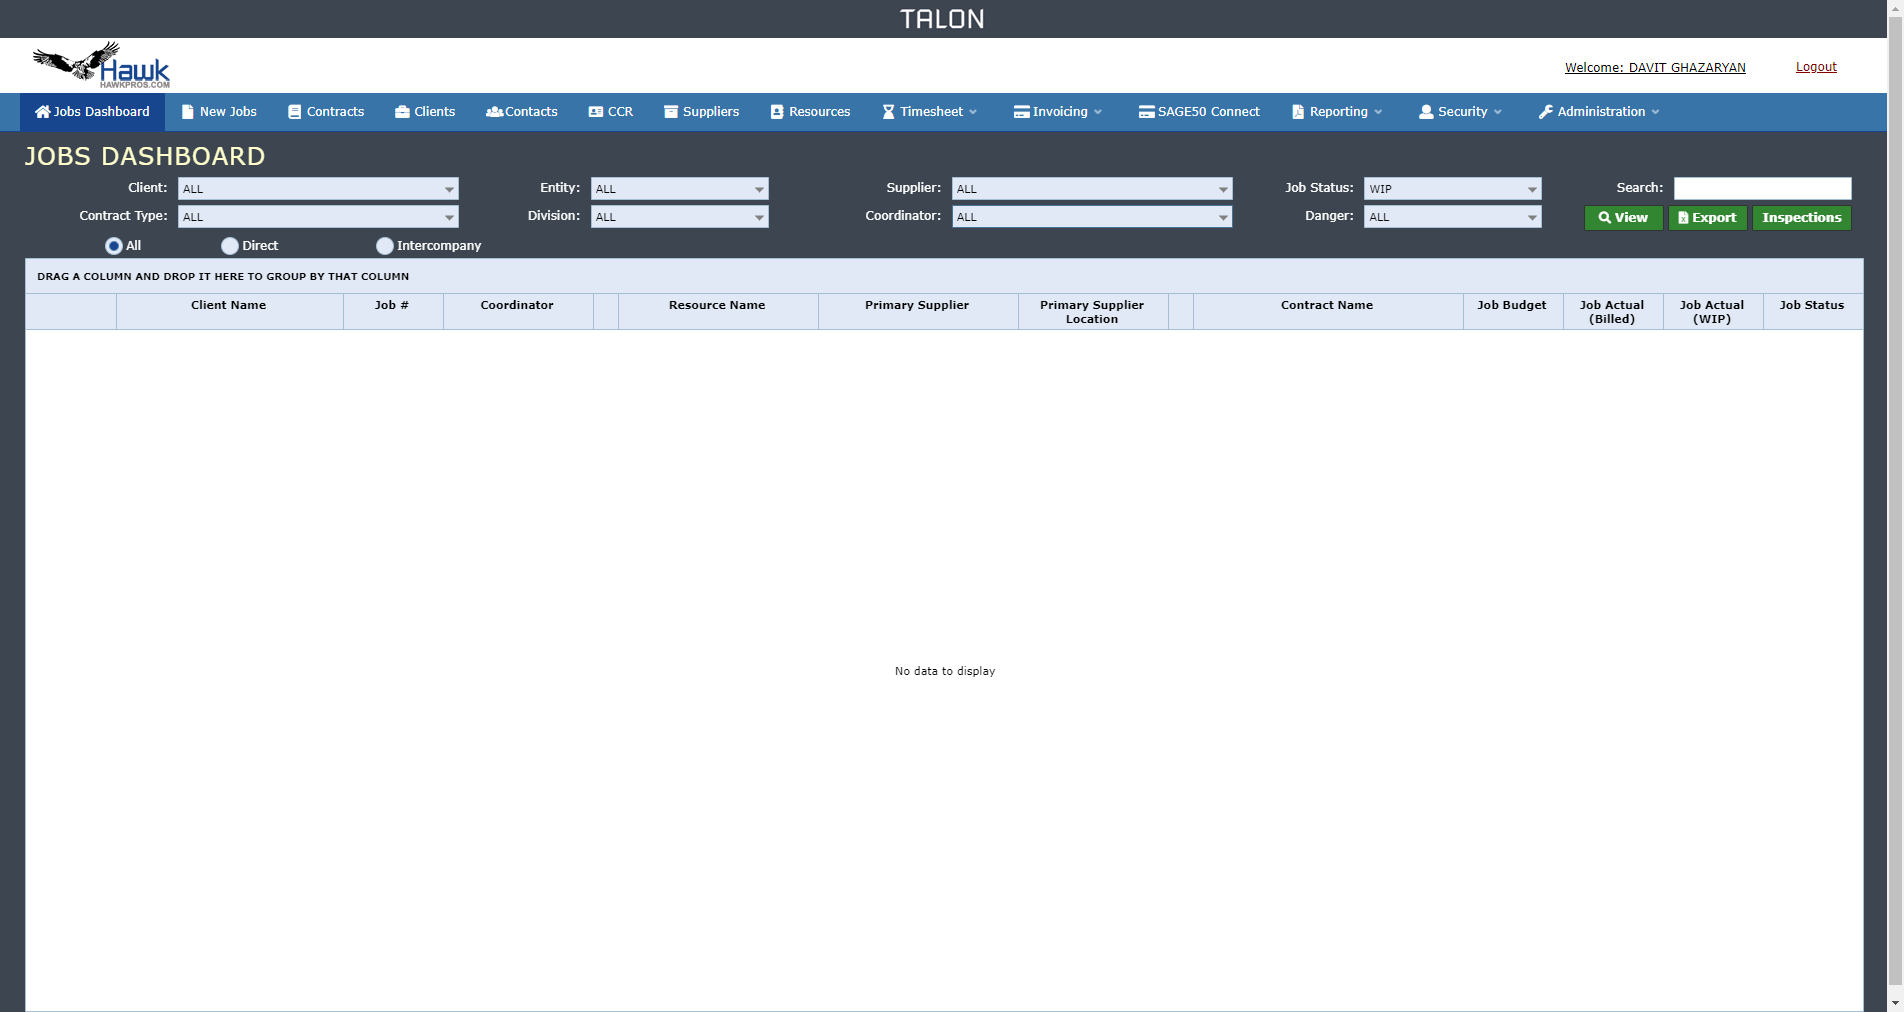 TALON
Hawk
HAWKPROS.COM
Welcome: DAVIT GHAZARYAN
Logout
Jobs Dashboard
New Jobs
Contracts
Clients
Contacts
CCR
Suppliers
Resources
Timesheet
Invoicing
SAGE50 Connect
Reporting
Security
Administration
JOBS DASHBOARD
Client: ALL
Entity: ALL
Supplier: ALL
Job Status: WIP
Search:
Contract Type: ALL
Division: ALL
Coordinator: ALL
Danger: ALL
View
Export
Inspections
All
Direct
Intercompany
DRAG A COLUMN AND DROP IT HERE TO GROUP BY THAT COLUMN
Client Name
Job #
Coordinator
Resource Name
Primary Supplier
Primary Supplier
Location
Contract Name
Job Budget
Job Actual
(Billed)
Job Actual
(WIP)
Job Status
No data to display